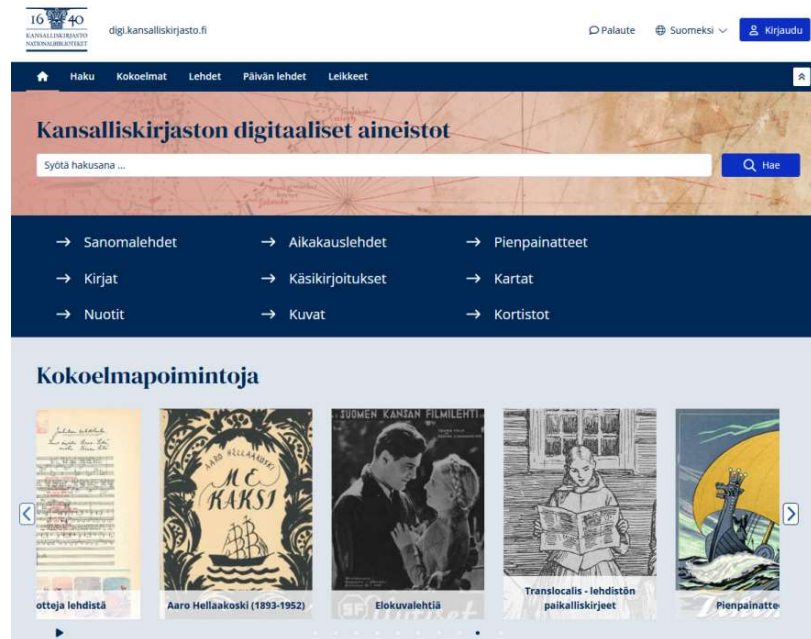 16 40
KANSALLISKIRJASTO
NATIONALBIBLIOTEKET
digi.kansalliskirjasto.fi
Palaute
Suomeksi
Kirjaudu
Haku
Kokoelmat
Lehdet
Päivän lehdet
Leikkeet
Kansalliskirjaston digitaaliset aineistot
Syötä hakusana ...
Hae
Sanomalehdet
Aikakauslehdet
Pienpainatteet
Kirjat
Käsikirjoitukset
Kartat
Nuotit
Kuvat
Kortistot
Kokoelmapoimintoja
AARO HELLAAKOSKI
ME
KAKSI
SUOMEN KANSAN FILMILEHTI
otteja lehdistä
Aaro Hellaakoski (1893-1952)
Elokuvalehtiä
Translocalis - lehdistön
paikalliskirjeet
Pienpainatte